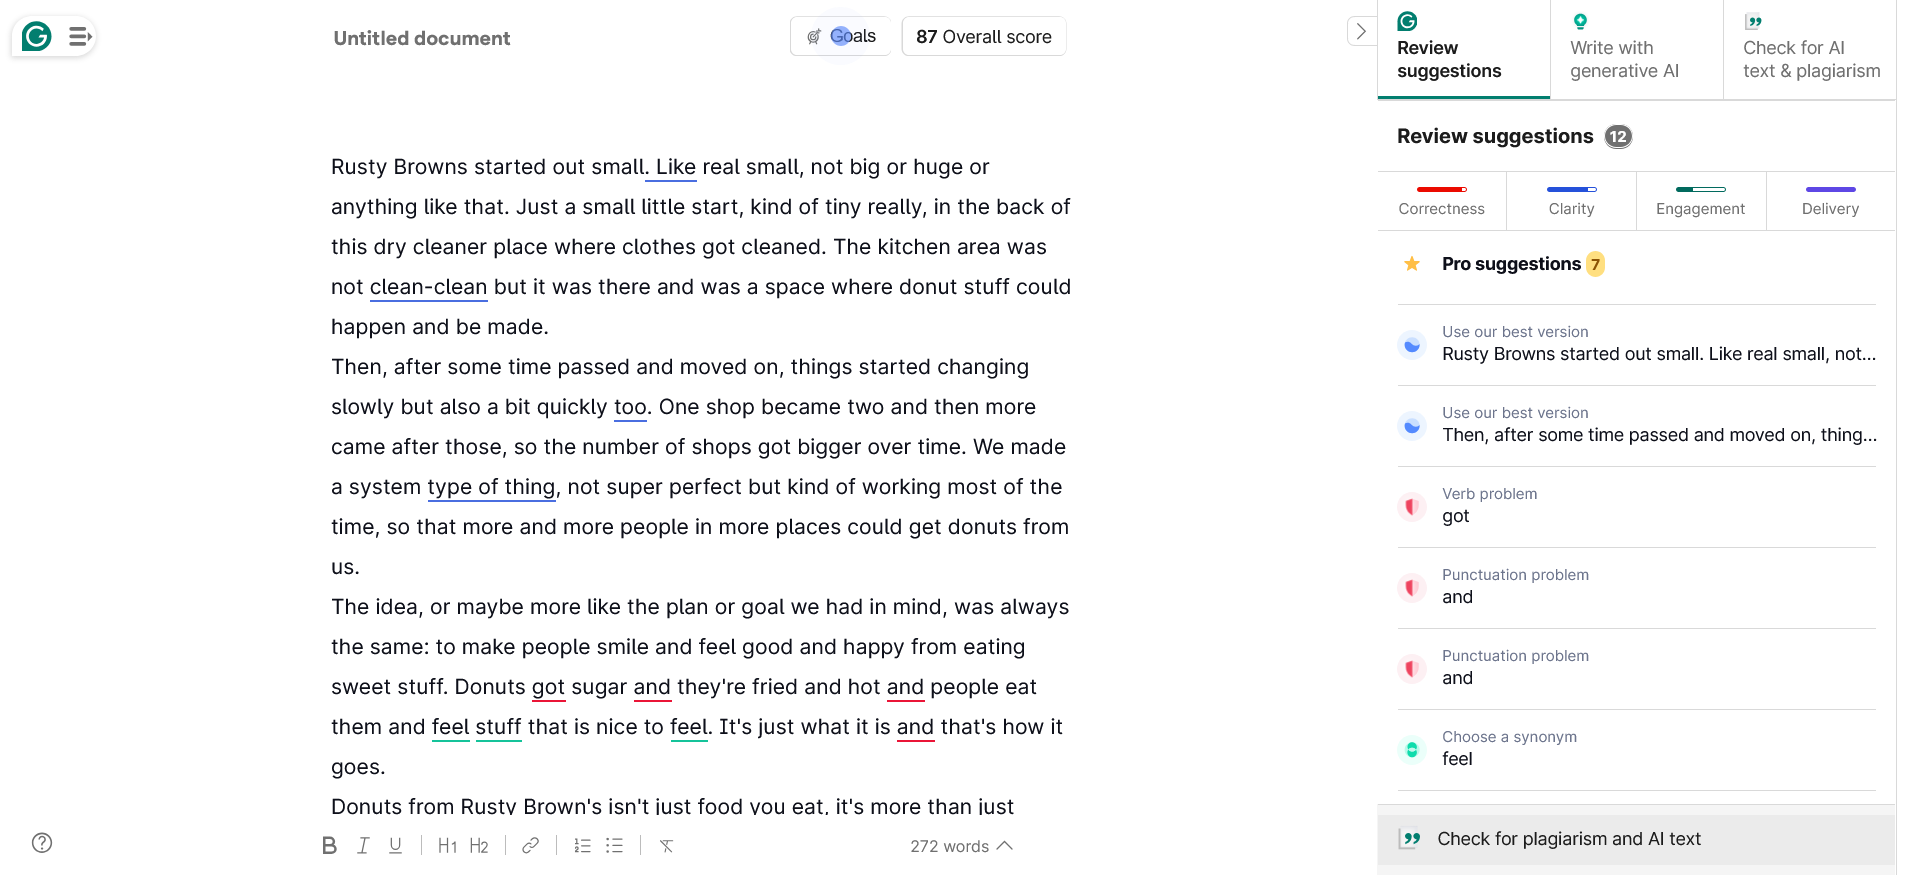 Untitled document
Goals
87 Overall score
Rusty Browns started out small. Like real small, not big or huge or
anything like that. Just a small little start, kind of tiny really, in the back of
this dry cleaner place where clothes got cleaned. The kitchen area was
not clean-clean but it was there and was a space where donut stuff could
happen and be made.
Then, after some time passed and moved on, things started changing
slowly but also a bit quickly too. One shop became two and then more
came after those, so the number of shops got bigger over time. We made
a system type of thing, not super perfect but kind of working most of the
time, so that more and more people in more places could get donuts from
us.
The idea, or maybe more like the plan or goal we had in mind, was always
the same: to make people smile and feel good and happy from eating
sweet stuff. Donuts got sugar and they're fried and hot and people eat
them and feel stuff that is nice to feel. It's just what it is and that's how it
goes.
Donuts from Rusty Brown's isn't just food you eat, it's more than just
B I U H1 H2
272 words
Review
suggestions
Write with
generative AI
Check for AI
text & plagiarism
Review suggestions 12
Correctness
Clarity
Engagement
Delivery
Pro suggestions 7
Use our best version
Rusty Browns started out small. Like real small, not...
Use our best version
Then, after some time passed and moved on, thing...
Verb problem
got
Punctuation problem
and
Punctuation problem
and
Choose a synonym
feel
Check for plagiarism and AI text